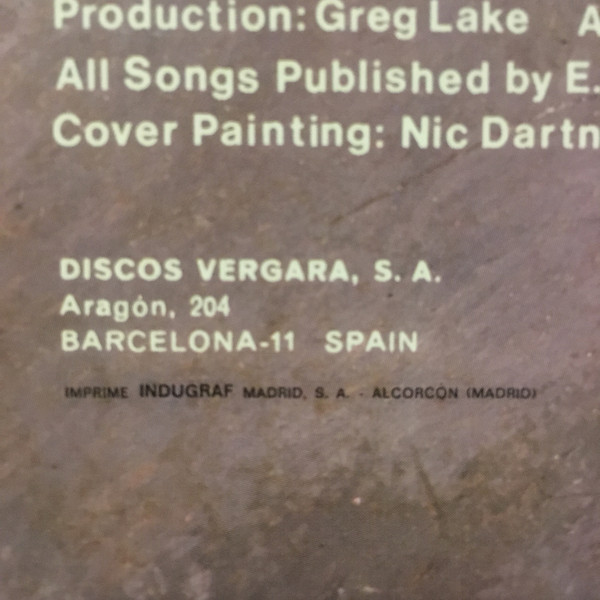 Production: Greg Lake A
All Songs Published by E.
Cover Painting: Nic Dartn
DISCOS VERGARA, S. A.
Aragón, 204
BARCELONA-11 SPAIN
IMPRIME INDUGRAF MADRID, S. A. - ALCORCÓN (MADRID)